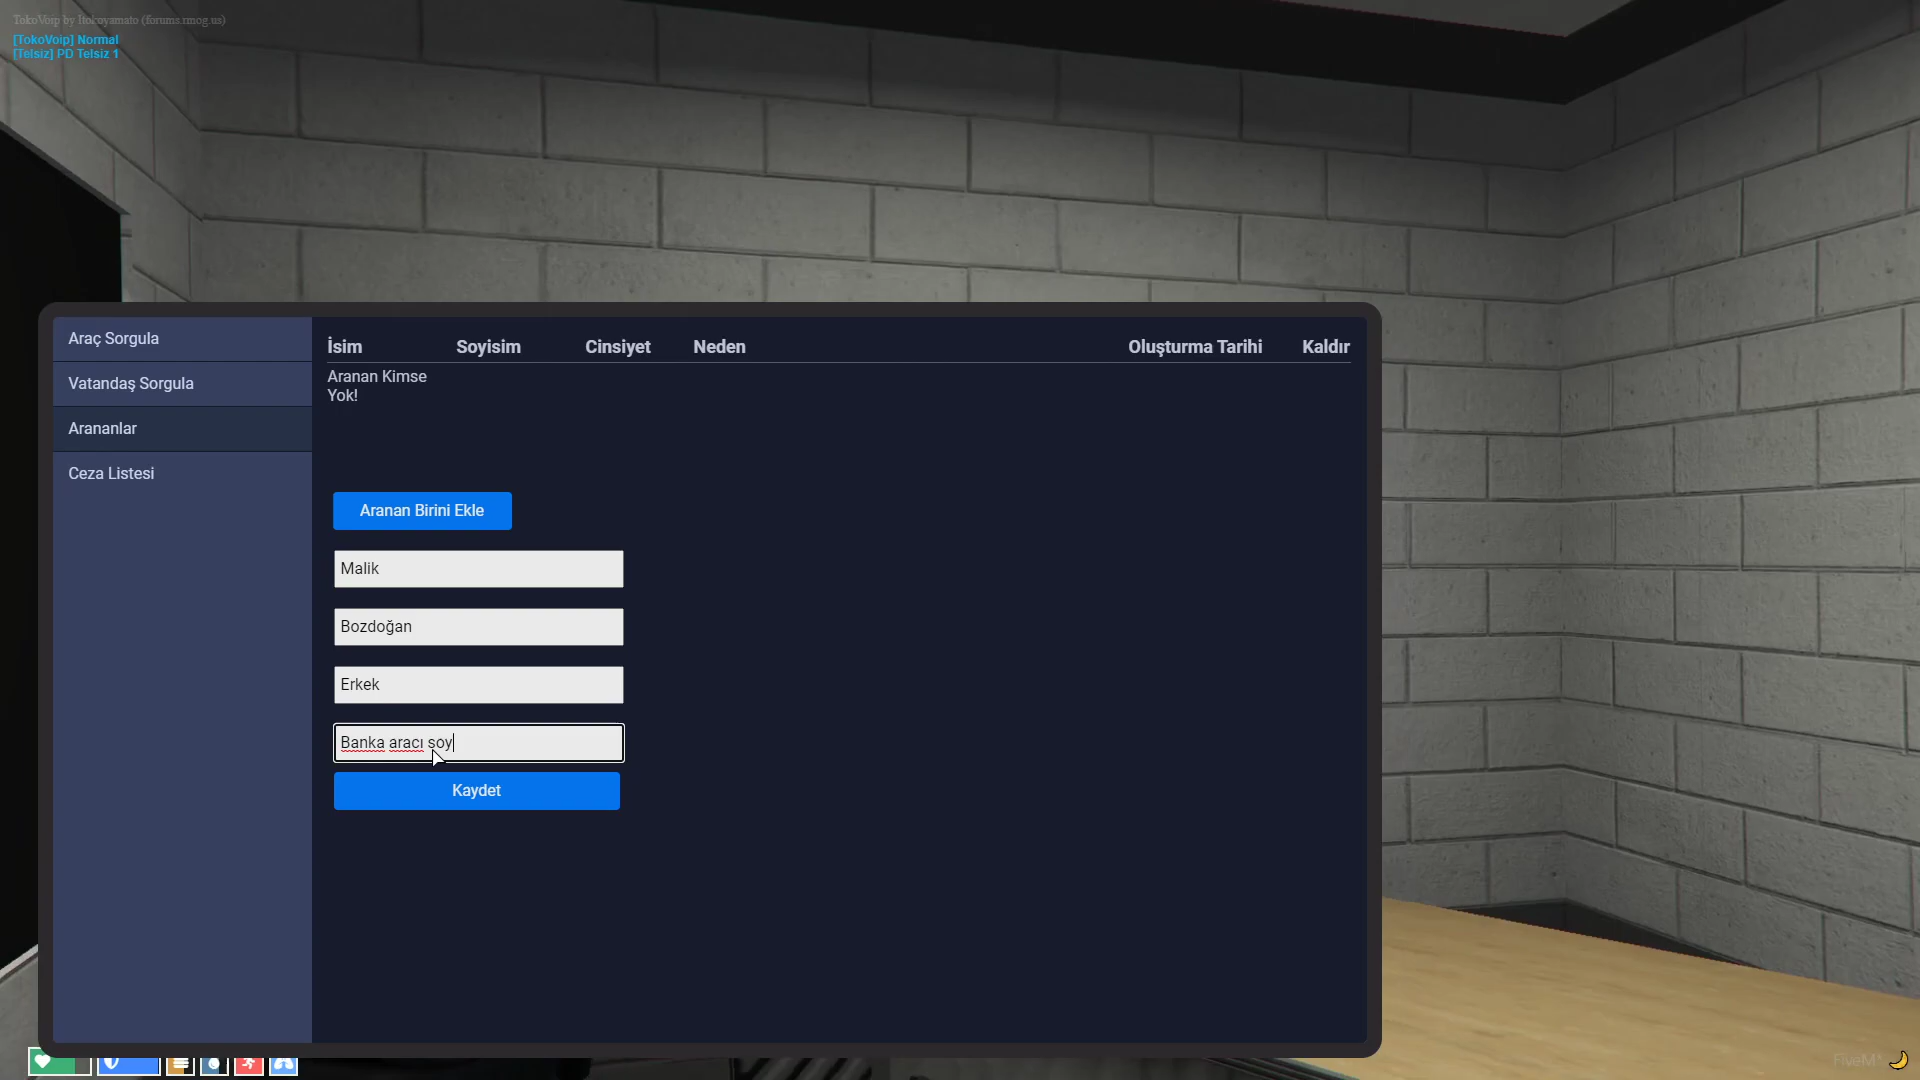 TokoVoip by Itokoyamato (forums.rmog.us)
[TokoVoip] Normal
[Telsiz] PD Telsiz 1
Araç Sorgula
Vatandaş Sorgula
Arananlar
Ceza Listesi
İsim Soyisim Cinsiyet Neden Oluşturma Tarihi Kaldır
Aranan Kimse
Yok!
Aranan Birini Ekle
Malik
Bozdoğan
Erkek
Banka aracı soy
Kaydet
FiveM